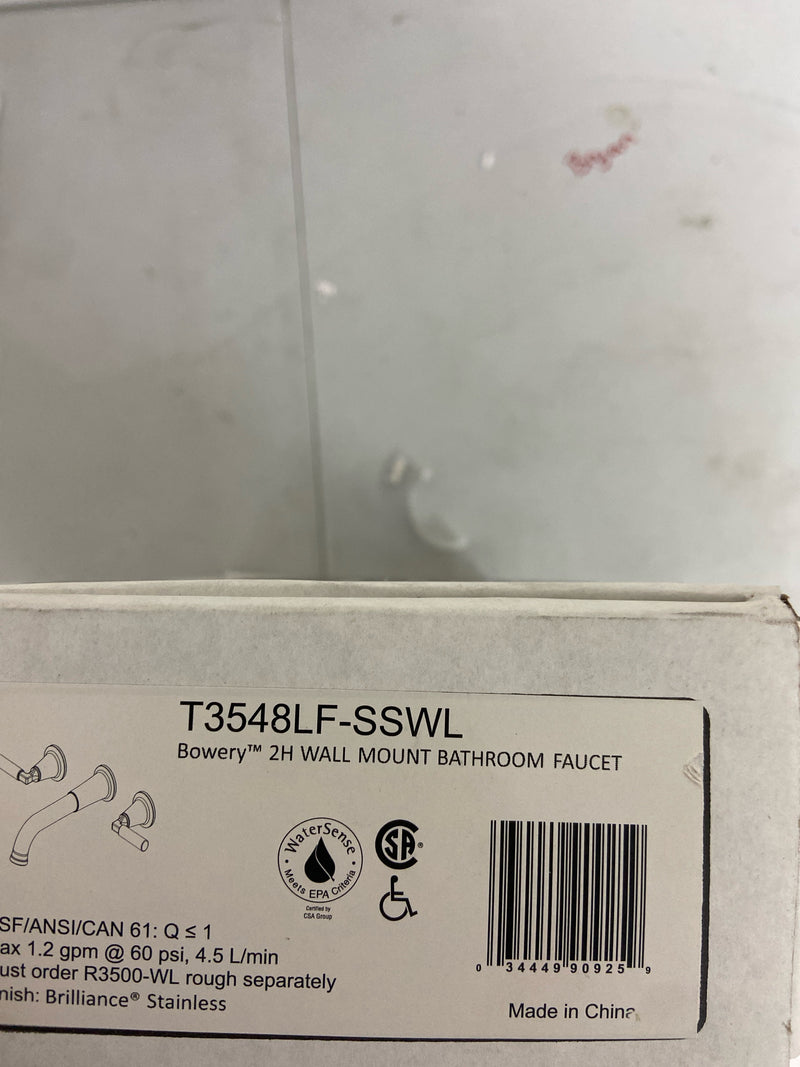 Bryan
T3548LF-SSWL
Bowery™ 2H WALL MOUNT BATHROOM FAUCET
WaterSense
Meets EPA Criteria
Certified by
CSA Group
SA®
SF/ANSI/CAN 61: Q ≤ 1
ax 1.2 gpm @ 60 psi, 4.5 L/min
ust order R3500-WL rough separately
nish: Brilliance® Stainless
0 34449 90925 9
Made in China